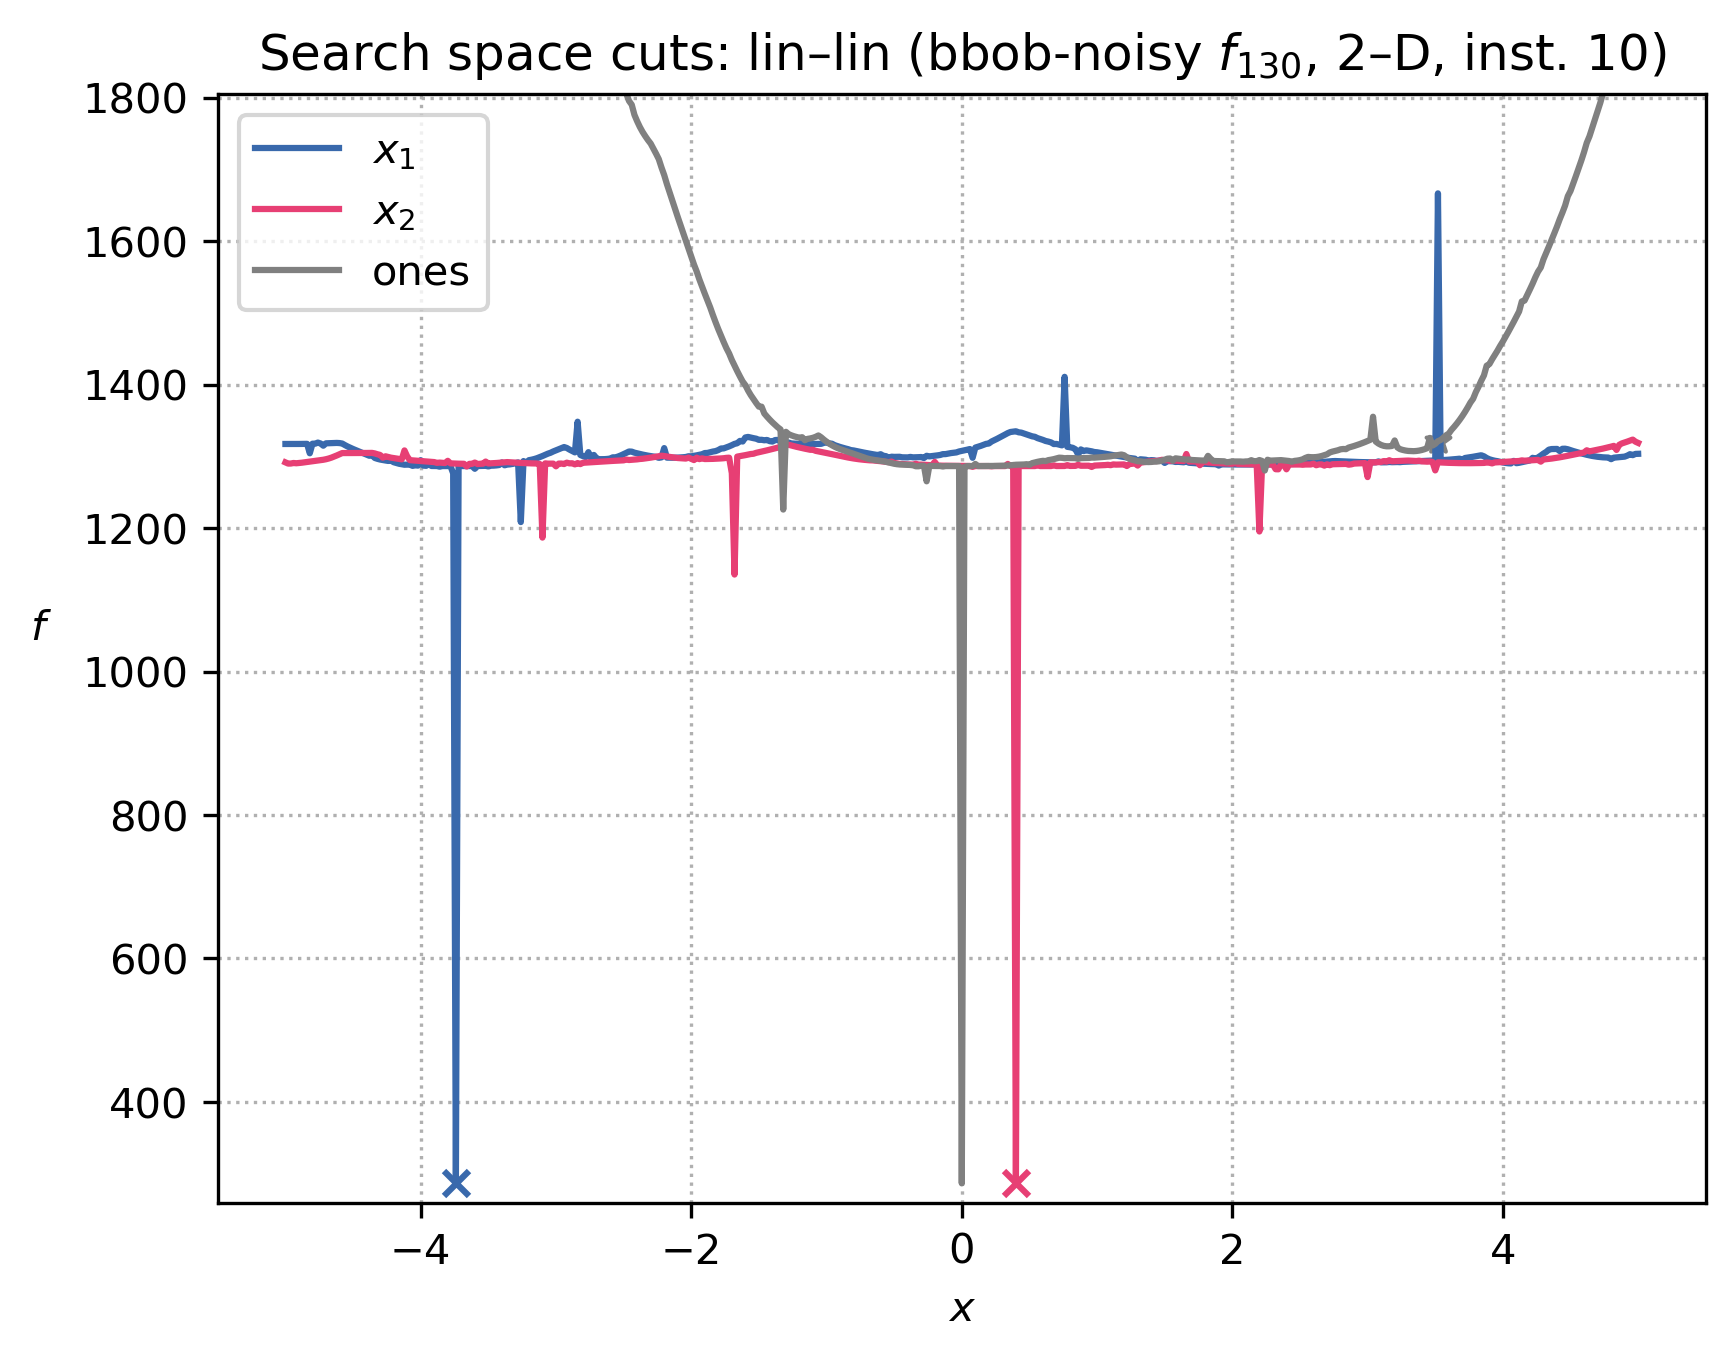 Search space cuts: lin–lin (bbob-noisy f₁₃₀, 2–D, inst. 10)
1800
1600
1400
1200
1000
800
600
400
f
x₁
x₂
ones
−4 −2 0 2 4
x